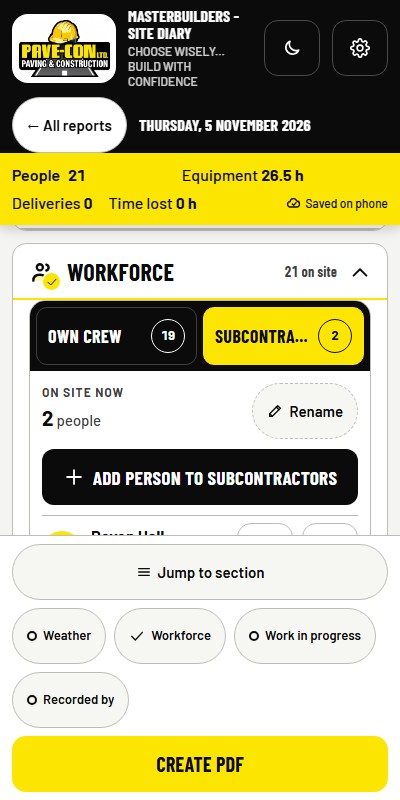 MASTERBUILDERS -
SITE DIARY
CHOOSE WISELY...
BUILD WITH
CONFIDENCE
PAVE-CON LTD.
PAVING & CONSTRUCTION
← All reports
THURSDAY, 5 NOVEMBER 2026
People 21
Equipment 26.5 h
Deliveries 0
Time lost 0 h
Saved on phone
WORKFORCE
21 on site
OWN CREW
19
SUBCONTRA...
2
ON SITE NOW
2 people
Rename
ADD PERSON TO SUBCONTRACTORS
Jump to section
Weather
Workforce
Work in progress
Recorded by
CREATE PDF